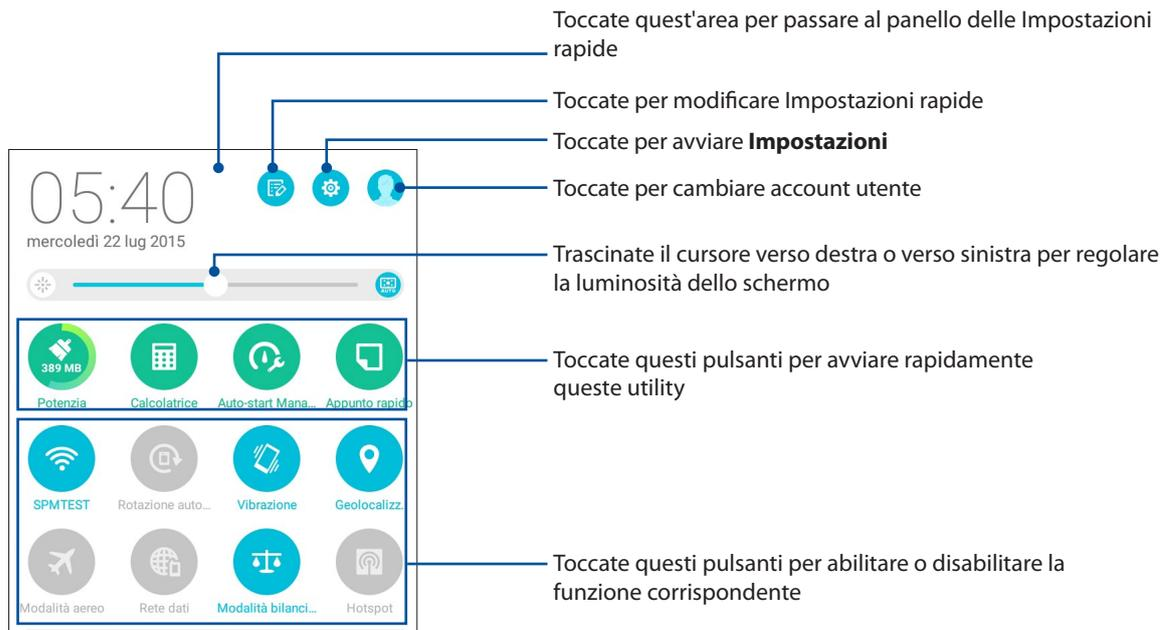 Toccate quest'area per passare al panello delle Impostazioni
rapide
Toccate per modificare Impostazioni rapide
Toccate per avviare Impostazioni
Toccate per cambiare account utente
Trascinate il cursore verso destra o verso sinistra per regolare
la luminosità dello schermo
Toccate questi pulsanti per avviare rapidamente
queste utility
Toccate questi pulsanti per abilitare o disabilitare la
funzione corrispondente
05:40
mercoledì 22 lug 2015
AUTO
389 MB
Potenzia Calcolatrice Auto-start Mana... Appunto rapido
SPMTEST Rotazione auto... Vibrazione Geolocalizz.
Modalità aereo Rete dati Modalità bilanci... Hotspot